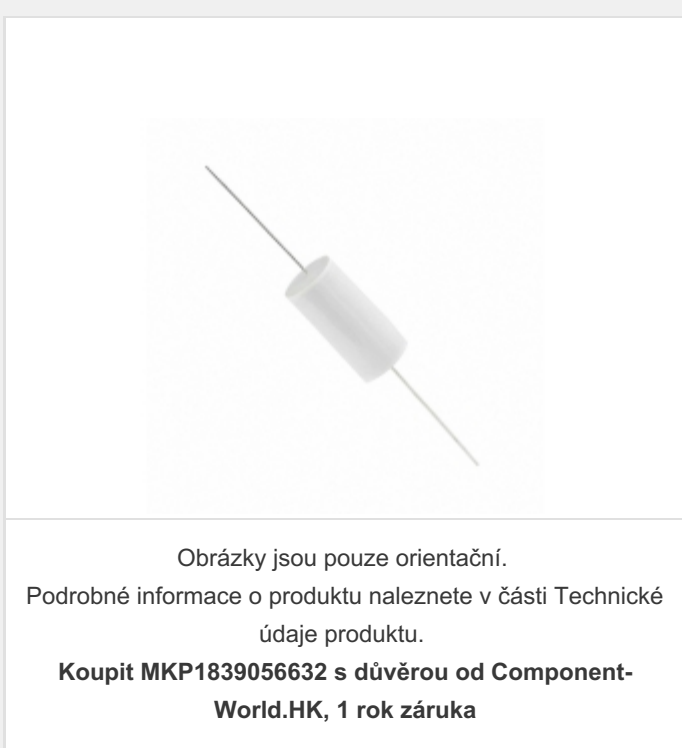 Obrázky jsou pouze orientační.
Podrobné informace o produktu naleznete v části Technické
údaje produktu.
Koupit MKP1839056632 s důvěrou od Component-
World.HK, 1 rok záruka